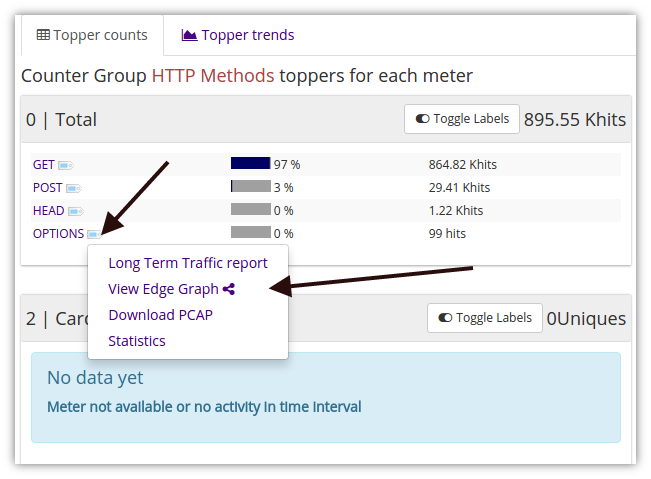 Topper counts
Topper trends
Counter Group HTTP Methods toppers for each meter
0 | Total
Toggle Labels
895.55 Khits
GET 97 % 864.82 Khits
POST 3 % 29.41 Khits
HEAD 0 % 1.22 Khits
OPTIONS 0 % 99 hits
Long Term Traffic report
View Edge Graph
Download PCAP
Statistics
2 | Card
Toggle Labels
0Uniques
No data yet
Meter not available or no activity in time interval